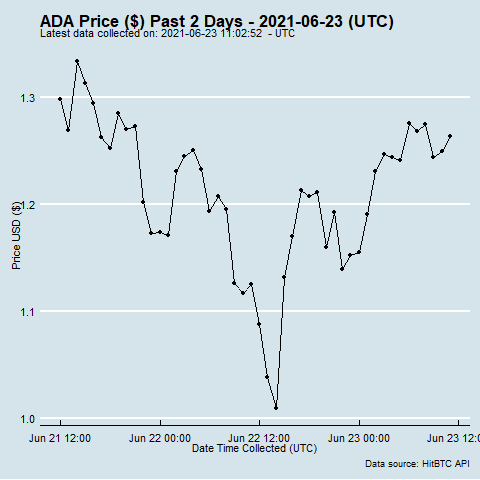 ADA Price ($) Past 2 Days - 2021-06-23 (UTC)
Latest data collected on: 2021-06-23 11:02:52 - UTC
Price USD ($)
1.3
1.2
1.1
1.0
Jun 21 12:00 Jun 22 00:00 Jun 22 12:00 Jun 23 00:00 Jun 23 12:0
Date Time Collected (UTC)
Data source: HitBTC API